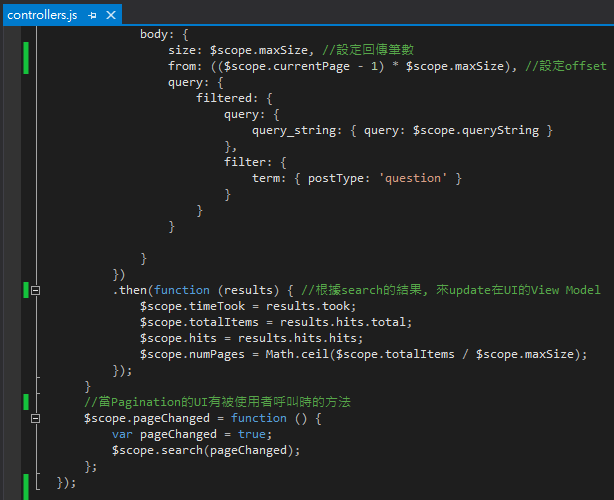 controllers.js
body: {
size: $scope.maxSize, //設定回傳筆數
from: (($scope.currentPage - 1) * $scope.maxSize), //設定offset
query: {
filtered: {
query: {
query_string: { query: $scope.queryString }
},
filter: {
term: { postType: 'question' }
}
}
}
}
})
.then(function (results) { //根據search的結果, 來update在UI的View Model
$scope.timeTook = results.took;
$scope.totalItems = results.hits.total;
$scope.hits = results.hits.hits;
$scope.numPages = Math.ceil($scope.totalItems / $scope.maxSize);
});
}
//當Pagination的UI有被使用者呼叫時的方法
$scope.pageChanged = function () {
var pageChanged = true;
$scope.search(pageChanged);
};
});